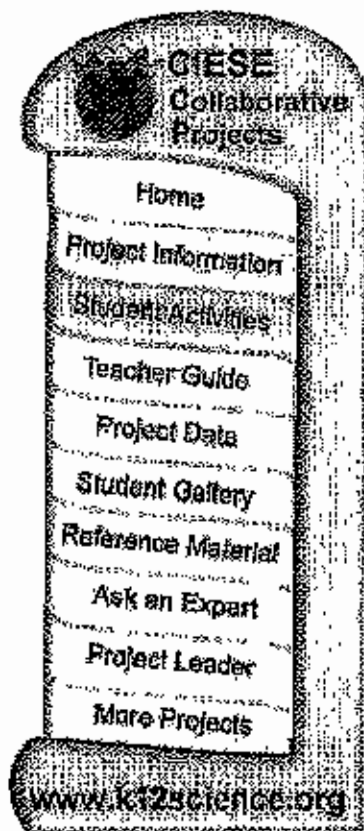 CIESE
Collaborative
Projects
Home
Project Information
Student Activities
Teacher Guide
Project Data
Student Gallery
Reference Material
Ask an Expert
Project Leader
More Projects
www.k12science.org